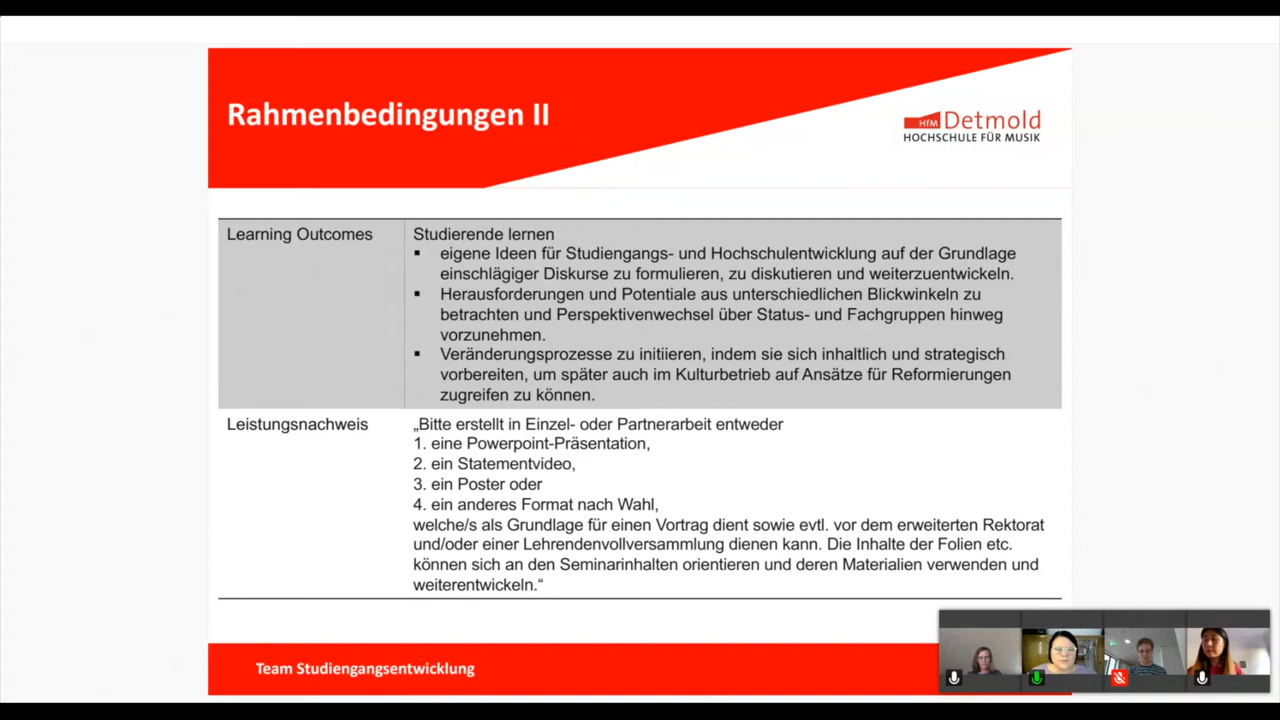 Rahmenbedingungen II
HfM Detmold
HOCHSCHULE FÜR MUSIK
Learning Outcomes
Studierende lernen
▪ eigene Ideen für Studiengangs- und Hochschulentwicklung auf der Grundlage
einschlägiger Diskurse zu formulieren, zu diskutieren und weiterzuentwickeln.
▪ Herausforderungen und Potentiale aus unterschiedlichen Blickwinkeln zu
betrachten und Perspektivenwechsel über Status- und Fachgruppen hinweg
vorzunehmen.
▪ Veränderungsprozesse zu initiieren, indem sie sich inhaltlich und strategisch
vorbereiten, um später auch im Kulturbetrieb auf Ansätze für Reformierungen
zugreifen zu können.
Leistungsnachweis
„Bitte erstellt in Einzel- oder Partnerarbeit entweder
1. eine Powerpoint-Präsentation,
2. ein Statementvideo,
3. ein Poster oder
4. ein anderes Format nach Wahl,
welche/s als Grundlage für einen Vortrag dient sowie evtl. vor dem erweiterten Rektorat
und/oder einer Lehrendenvollversammlung dienen kann. Die Inhalte der Folien etc.
können sich an den Seminarinhalten orientieren und deren Materialien verwenden und
weiterentwickeln.“
Team Studiengangsentwicklung